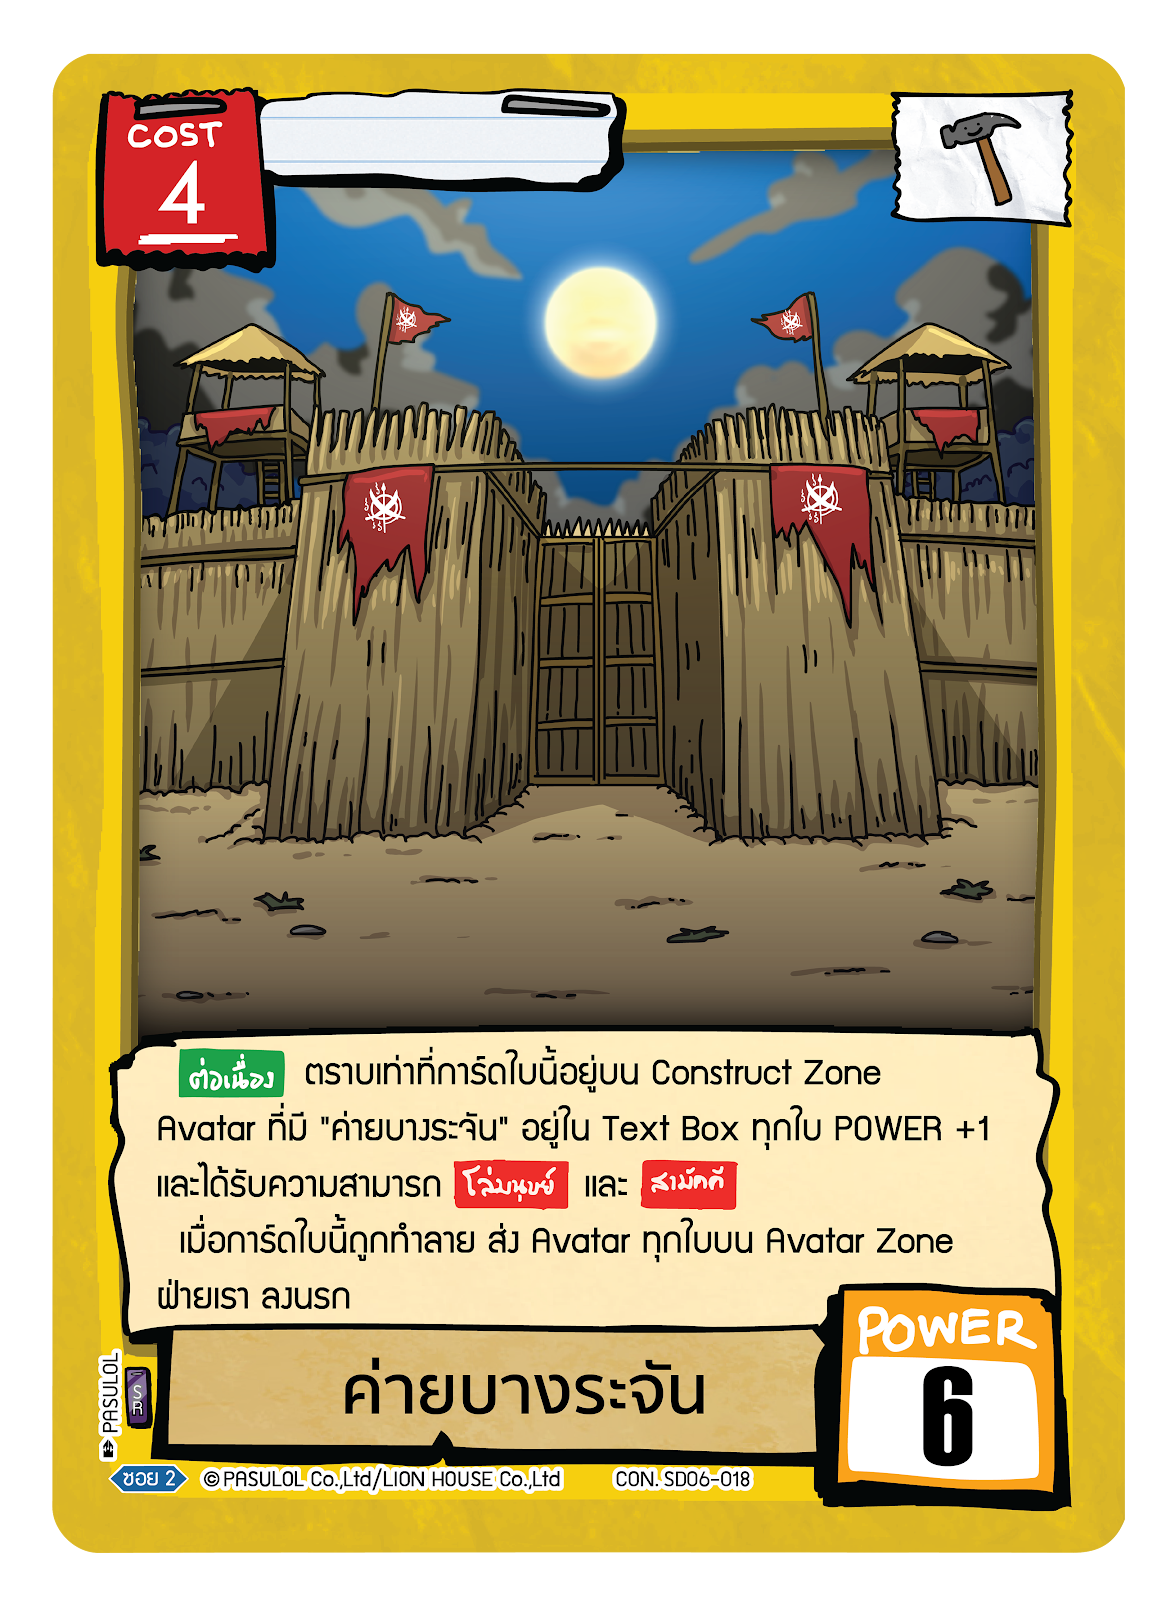 COST
4
ต่อเนื่อง ตราบเท่าที่การ์ดใบนี้อยู่บน Construct Zone
Avatar ที่มี "ค่ายบางระจัน" อยู่ใน Text Box ทุกใบ POWER +1
และได้รับความสามารถ โล่มนุษย์ และ สามัคคี
เมื่อการ์ดใบนี้ถูกทำลาย ส่ง Avatar ทุกใบบน Avatar Zone
ฝ่ายเรา ลงนรก
POWER
6
ค่ายบางระจัน
PASULOL
SR
ซอย 2
© PASULOL Co.,Ltd/LION HOUSE Co.,Ltd
CON. SD06-018